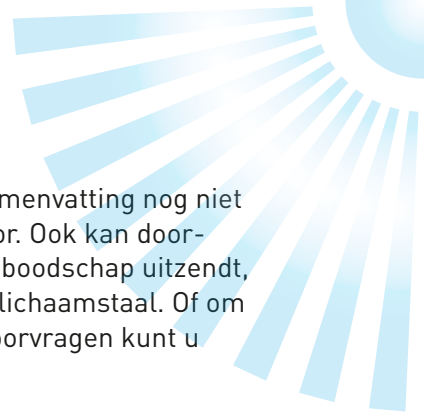 menvatting nog niet
or. Ook kan door-
boodschap uitzendt,
lichaamstaal. Of om
oorvragen kunt u